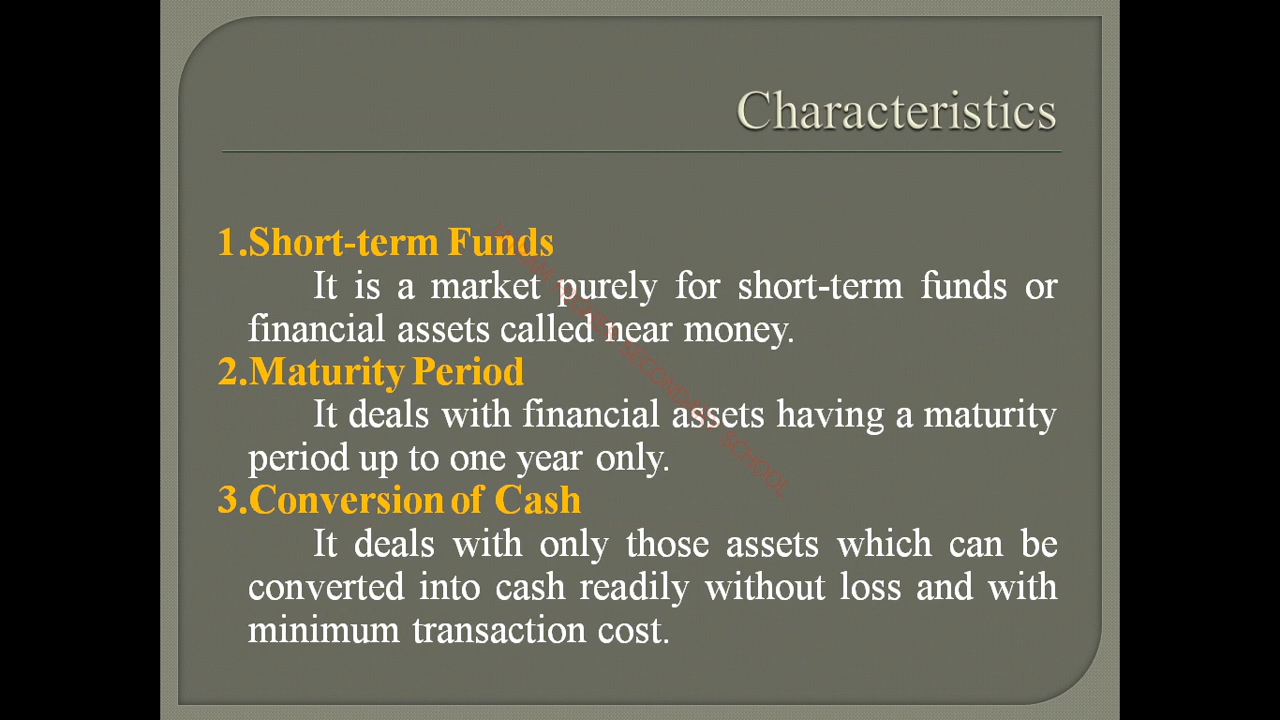 Characteristics
1.Short-term Funds
It is a market purely for short-term funds or
financial assets called near money.
2.Maturity Period
It deals with financial assets having a maturity
period up to one year only.
3.Conversion of Cash
It deals with only those assets which can be
converted into cash readily without loss and with
minimum transaction cost.
SECONDARY SCHOOL